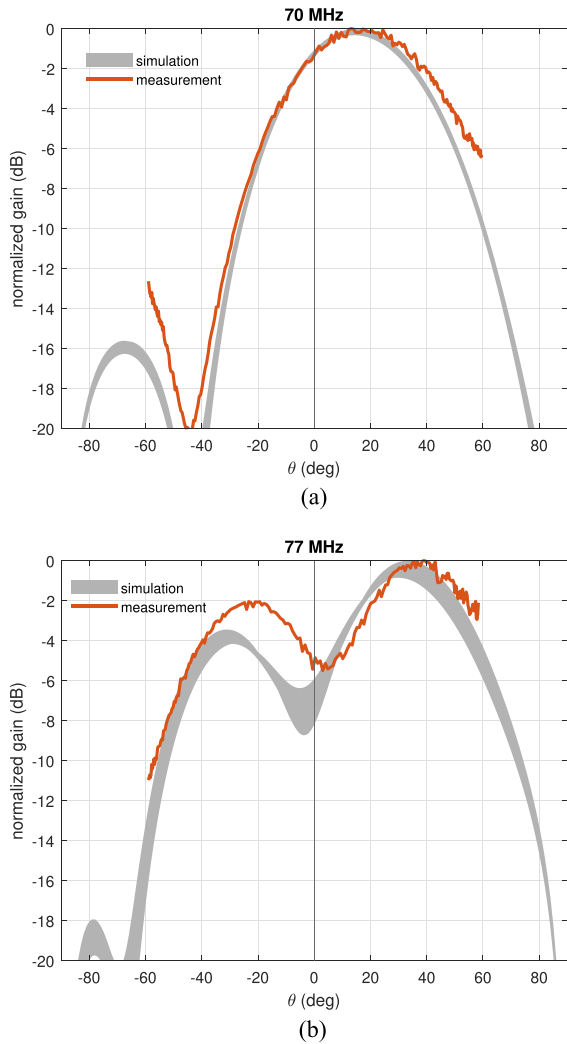 70 MHz
0
-2
-4
-6
-8
-10
-12
-14
-16
-18
-20
normalized gain (dB)
simulation
measurement
-80 -60 -40 -20 0 20 40 60 80
θ (deg)
(a)
77 MHz
0
-2
-4
-6
-8
-10
-12
-14
-16
-18
-20
normalized gain (dB)
simulation
measurement
-80 -60 -40 -20 0 20 40 60 80
θ (deg)
(b)